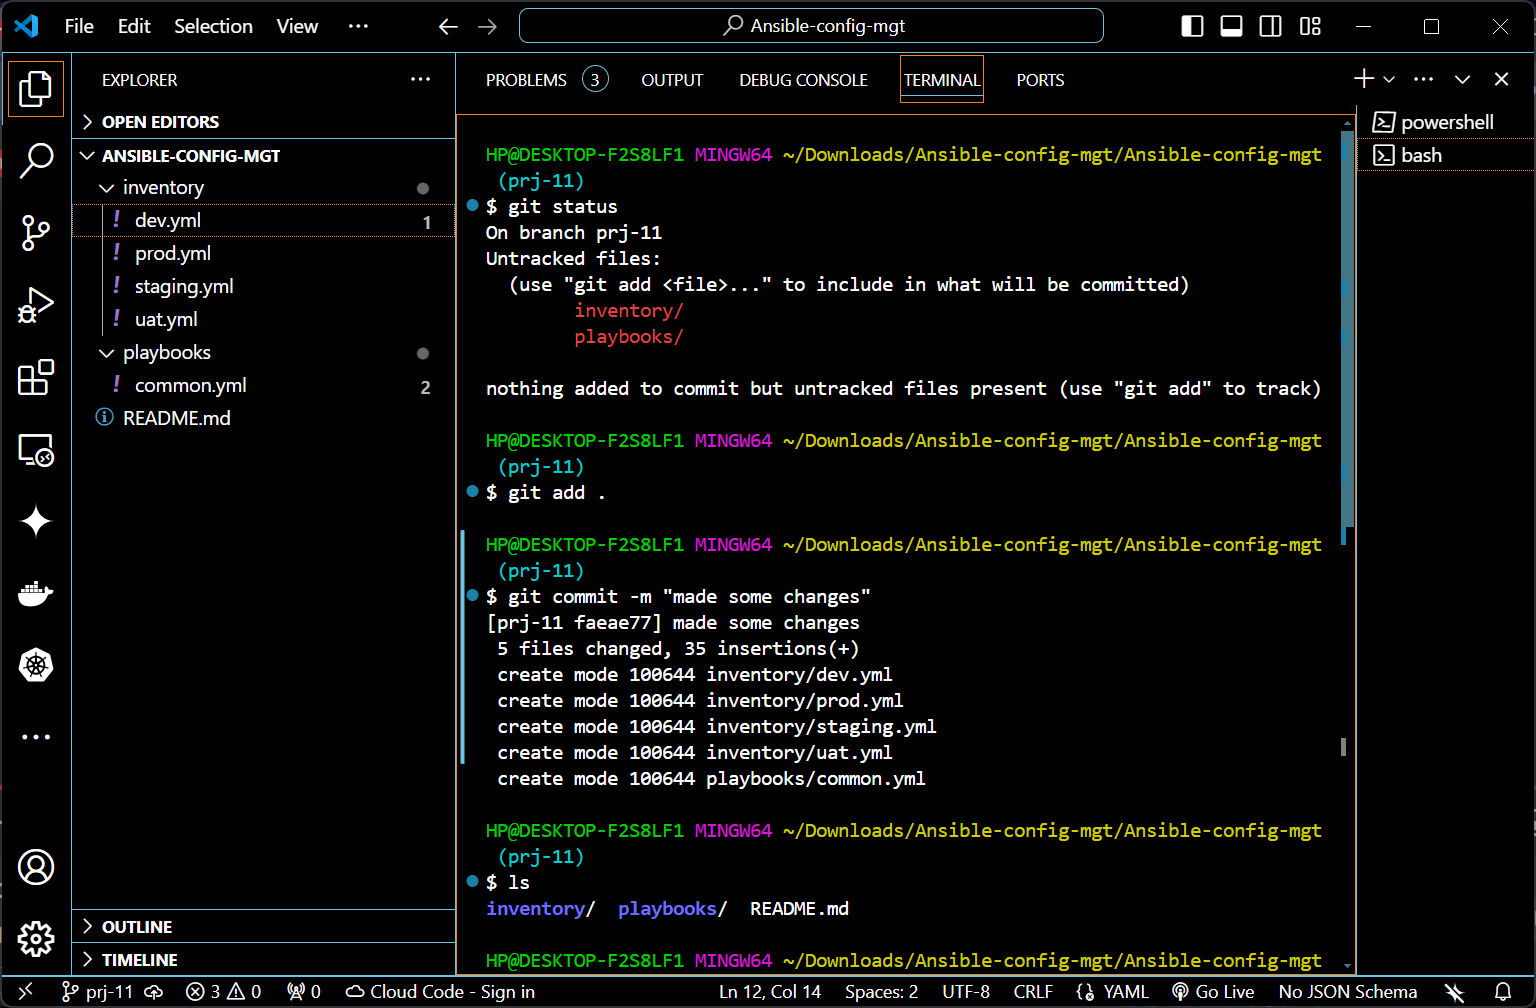 File Edit Selection View ···
Ansible-config-mgt
EXPLORER ···
OPEN EDITORS
ANSIBLE-CONFIG-MGT
inventory
! dev.yml 1
! prod.yml
! staging.yml
! uat.yml
playbooks
! common.yml 2
README.md
OUTLINE
TIMELINE
PROBLEMS 3 OUTPUT DEBUG CONSOLE TERMINAL PORTS
HP@DESKTOP-F2S8LF1 MINGW64 ~/Downloads/Ansible-config-mgt/Ansible-config-mgt
(prj-11)
$ git status
On branch prj-11
Untracked files:
(use "git add <file>..." to include in what will be committed)
inventory/
playbooks/
nothing added to commit but untracked files present (use "git add" to track)
HP@DESKTOP-F2S8LF1 MINGW64 ~/Downloads/Ansible-config-mgt/Ansible-config-mgt
(prj-11)
$ git add .
HP@DESKTOP-F2S8LF1 MINGW64 ~/Downloads/Ansible-config-mgt/Ansible-config-mgt
(prj-11)
$ git commit -m "made some changes"
[prj-11 faeae77] made some changes
5 files changed, 35 insertions(+)
create mode 100644 inventory/dev.yml
create mode 100644 inventory/prod.yml
create mode 100644 inventory/staging.yml
create mode 100644 inventory/uat.yml
create mode 100644 playbooks/common.yml
HP@DESKTOP-F2S8LF1 MINGW64 ~/Downloads/Ansible-config-mgt/Ansible-config-mgt
(prj-11)
$ ls
inventory/ playbooks/ README.md
HP@DESKTOP-F2S8LF1 MINGW64 ~/Downloads/Ansible-config-mgt/Ansible-config-mgt
powershell
bash
prj-11 3 0 0 Cloud Code - Sign in Ln 12, Col 14 Spaces: 2 UTF-8 CRLF {} YAML Go Live No JSON Schema